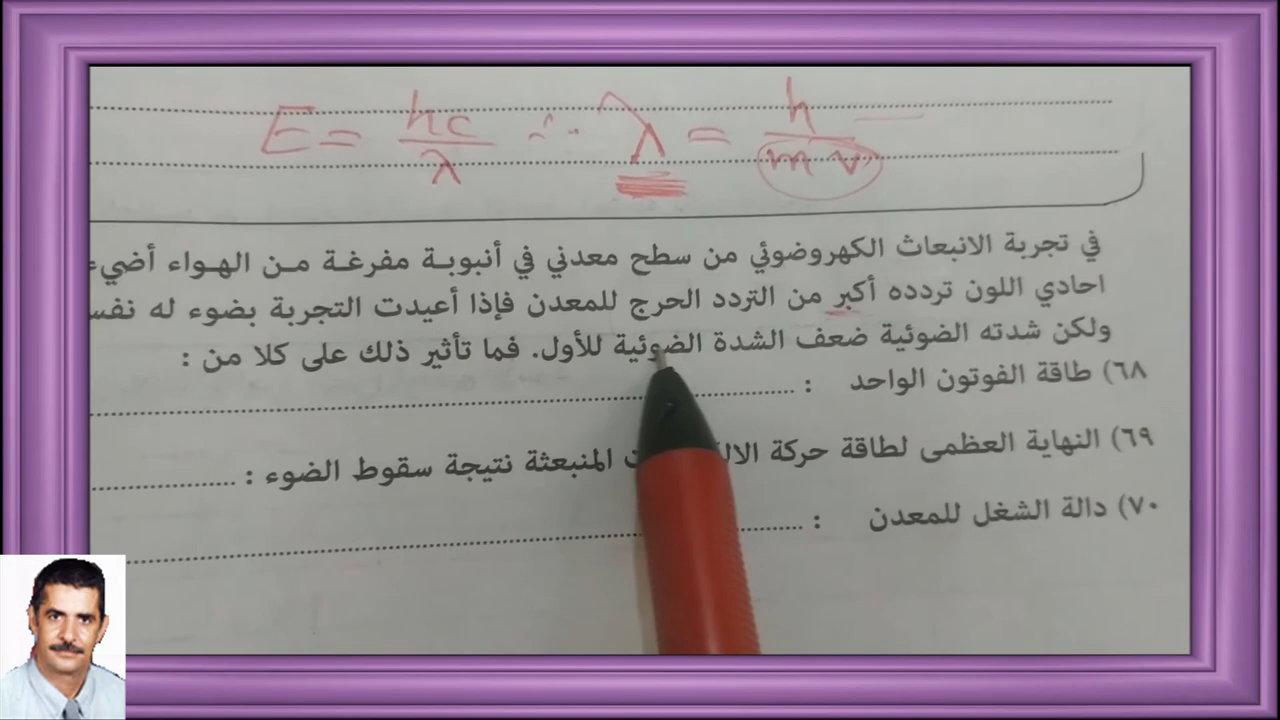 E = hc/λ ∴ λ = h/mv
في تجربة الانبعاث الكهروضوئي من سطح معدني في أنبوبة مفرغة من الهواء أضيء
احادي اللون تردده أكبر من التردد الحرج للمعدن فإذا أعيدت التجربة بضوء له نفس
ولكن شدته الضوئية ضعف الشدة الضوئية للأول. فما تأثير ذلك على كلا من :
٦٨) طاقة الفوتون الواحد :
٦٩) النهاية العظمى لطاقة حركة المنبعثة نتيجة سقوط الضوء :
٧٠) دالة الشغل للمعدن :